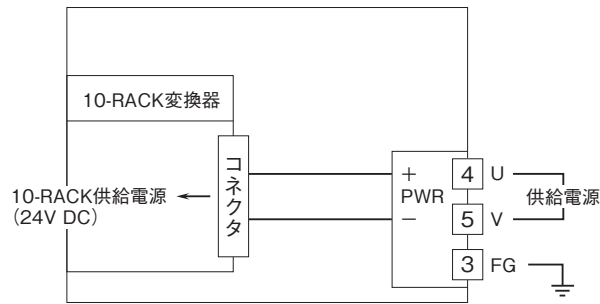 10-RACK変換器
コネクタ
10-RACK供給電源
(24V DC)
+
PWR
−
4 U
5 V
3 FG
供給電源